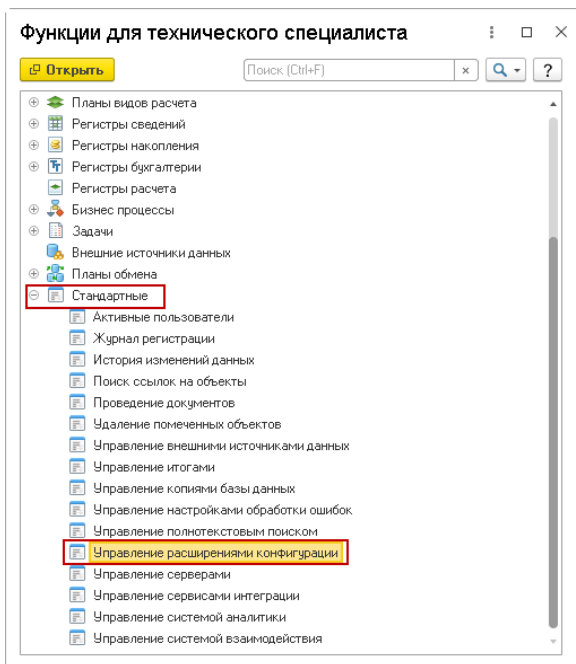 Функции для технического специалиста
Открыть
Поиск (Ctrl+F)
×
?
Планы видов расчета
Регистры сведений
Регистры накопления
Регистры бухгалтерии
Регистры расчета
Бизнес процессы
Задачи
Внешние источники данных
Планы обмена
Стандартные
Активные пользователи
Журнал регистрации
История изменений данных
Поиск ссылок на объекты
Проведение документов
Удаление помеченных объектов
Управление внешними источниками данных
Управление итогами
Управление копиями базы данных
Управление настройками обработки ошибок
Управление полнотекстовым поиском
Управление расширениями конфигурации
Управление серверами
Управление сервисами интеграции
Управление системой аналитики
Управление системой взаимодействия